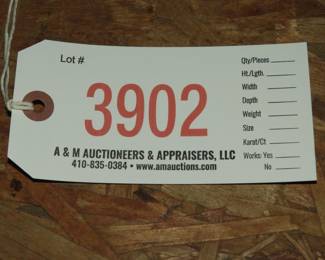 Lot #
3902
A & M AUCTIONEERS & APPRAISERS, LLC
410-835-0384 • www.amauctions.com
Qty/Pieces
Ht./Lgth.
Width
Depth
Weight
Size
Karat/Ct
Works: Yes
No